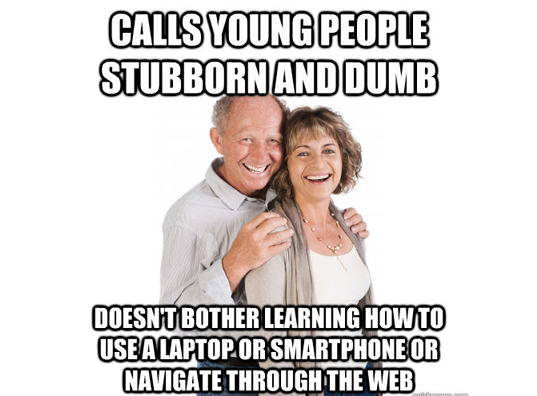 CALLS YOUNG PEOPLE
STUBBORN AND DUMB
DOESN'T BOTHER LEARNING HOW TO
USE A LAPTOP OR SMARTPHONE OR
NAVIGATE THROUGH THE WEB